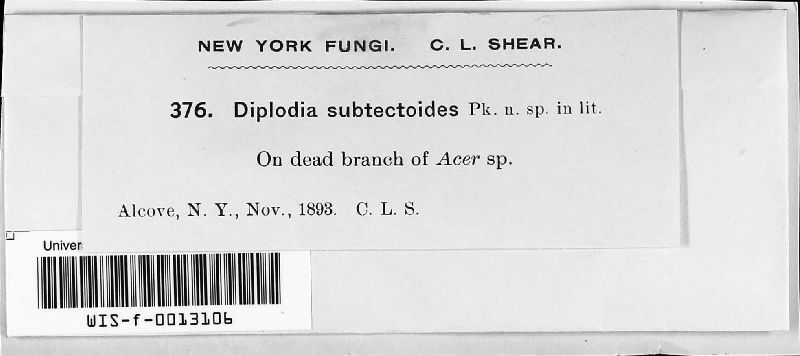 NEW YORK FUNGI. C. L. SHEAR.
376. Diplodia subtectoides Pk. n. sp. in lit.
On dead branch of Acer sp.
Alcove, N. Y., Nov., 1893. C. L. S.
Univer
WIS-f-0013106